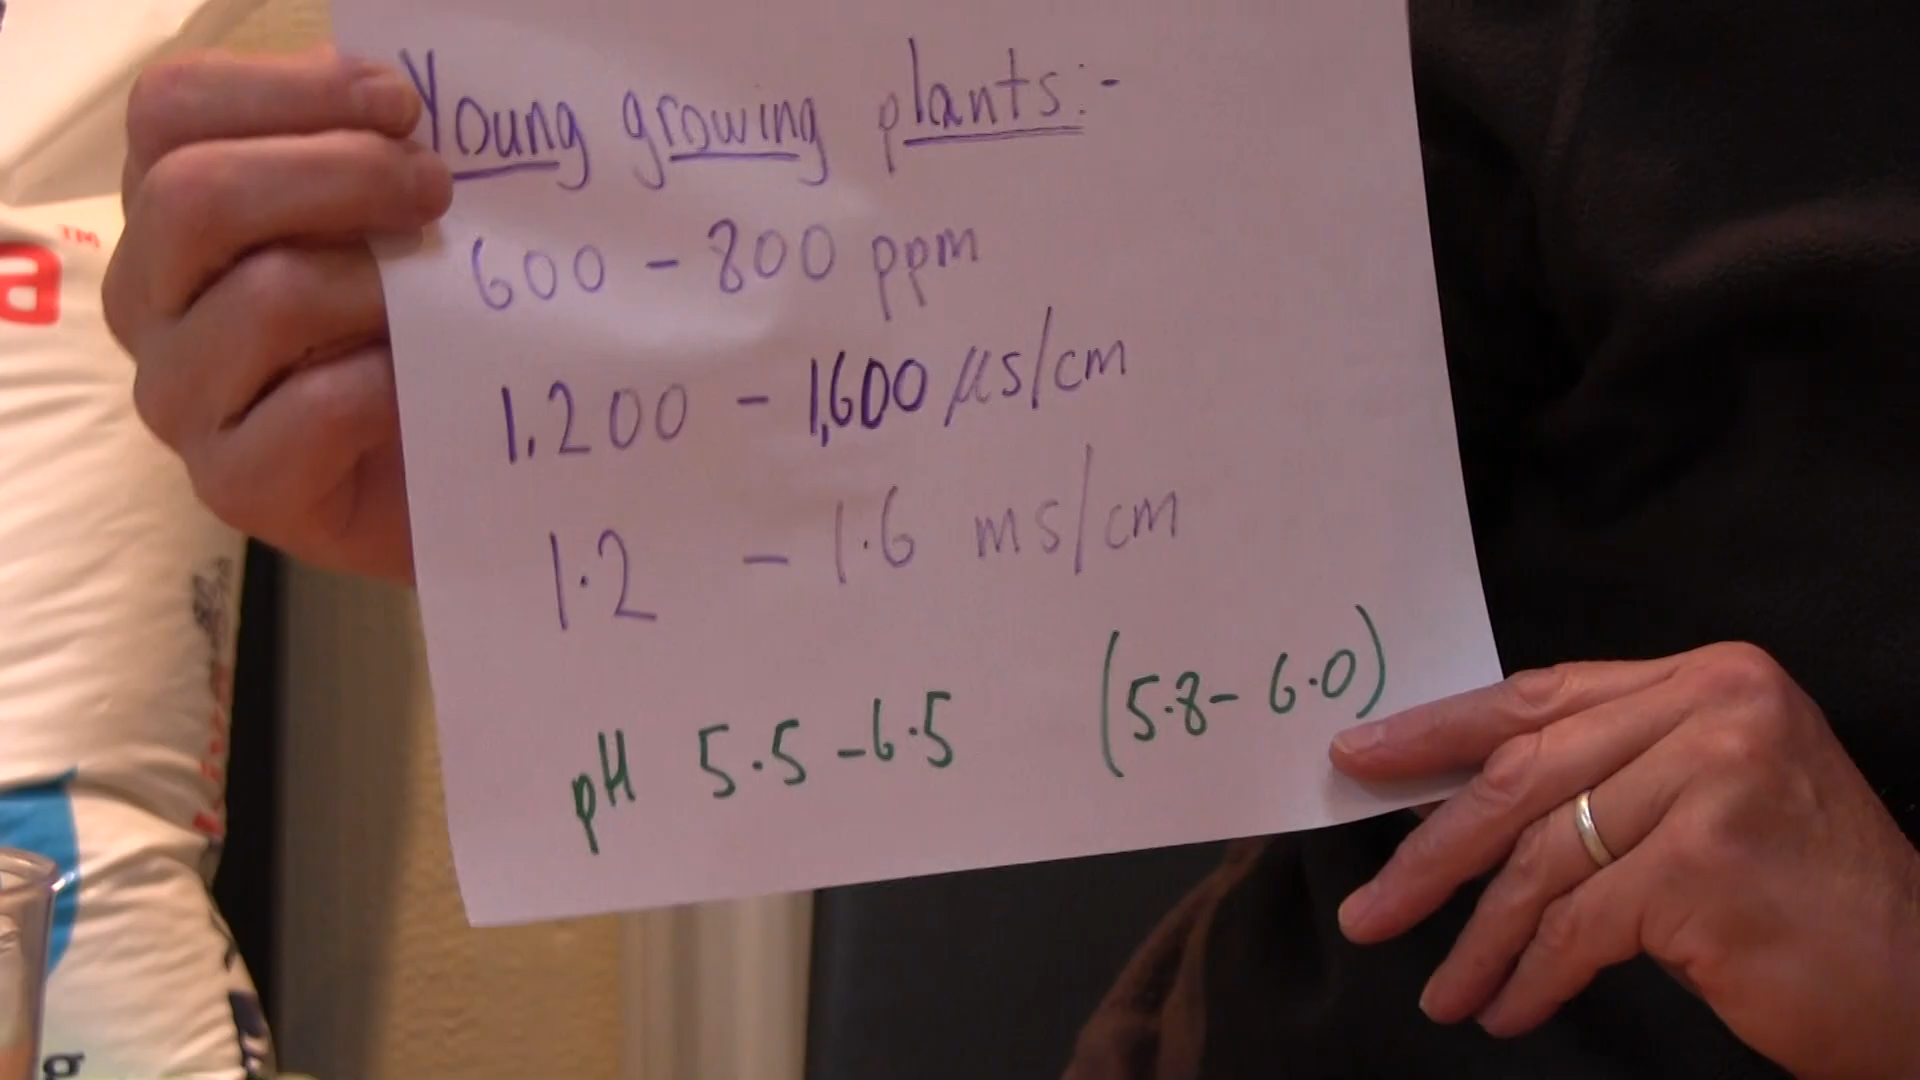 Young growing plants:-
600 - 800 ppm
1,200 - 1,600 µs/cm
1.2 - 1.6 ms/cm
pH 5.5 - 6.5 (5.8 - 6.0)
a™